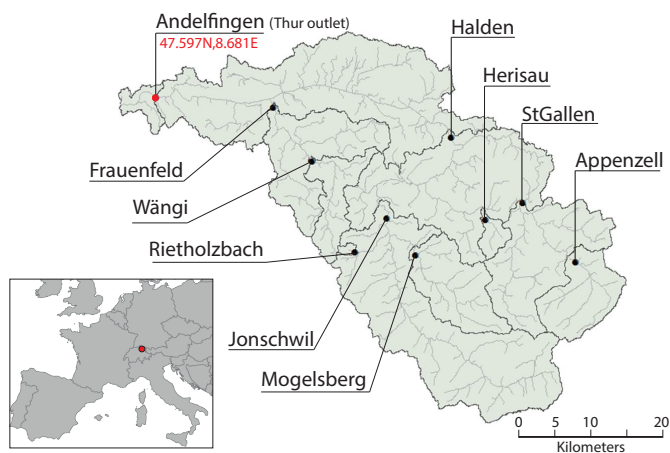 Andelfingen (Thur outlet)
47.597N,8.681E
Halden
Herisau
StGallen
Appenzell
Frauenfeld
Wängi
Rietholzbach
Jonschwil
Mogelsberg
0 5 10 20
Kilometers